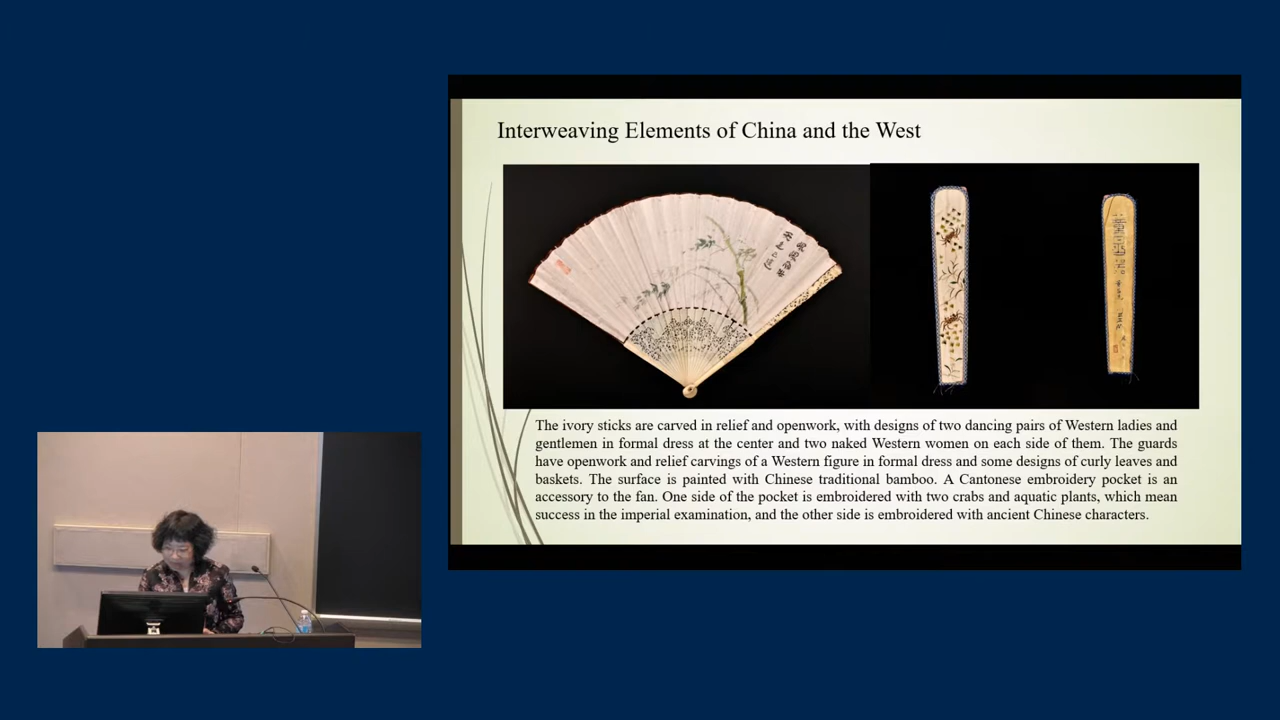 Interweaving Elements of China and the West
The ivory sticks are carved in relief and openwork, with designs of two dancing pairs of Western ladies and
gentlemen in formal dress at the center and two naked Western women on each side of them. The guards
have openwork and relief carvings of a Western figure in formal dress and some designs of curly leaves and
baskets. The surface is painted with Chinese traditional bamboo. A Cantonese embroidery pocket is an
accessory to the fan. One side of the pocket is embroidered with two crabs and aquatic plants, which mean
success in the imperial examination, and the other side is embroidered with ancient Chinese characters.